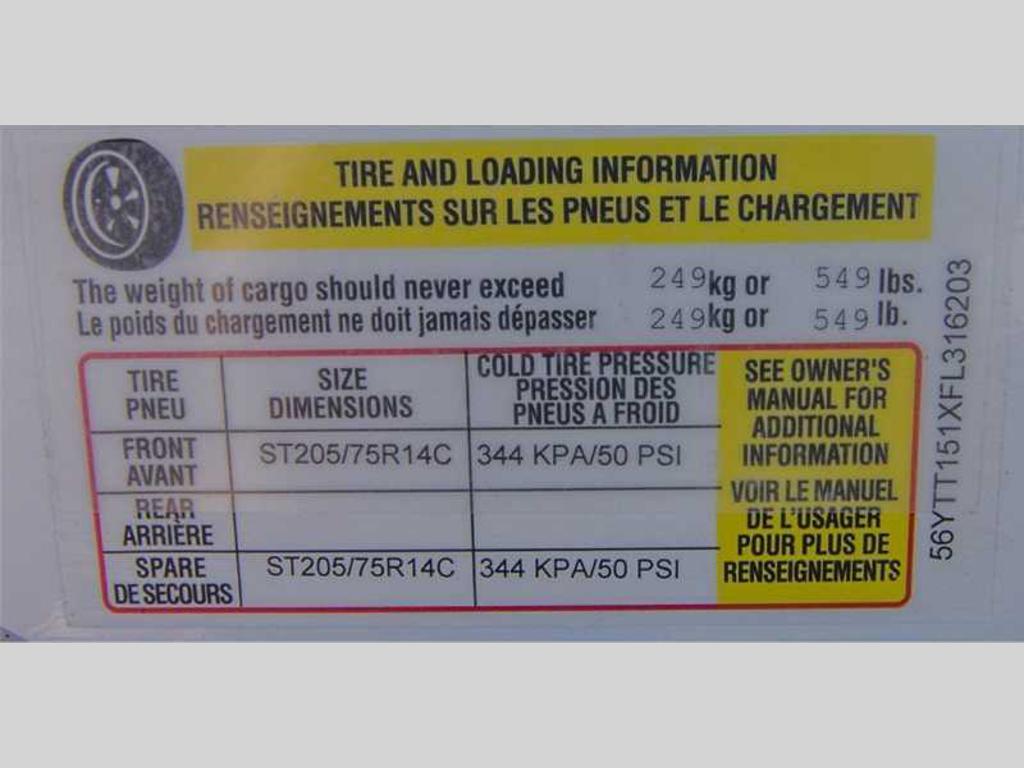 TIRE AND LOADING INFORMATION
RENSEIGNEMENTS SUR LES PNEUS ET LE CHARGEMENT
The weight of cargo should never exceed 249 kg or 549 lbs.
Le poids du chargement ne doit jamais dépasser 249 kg or 549 lb.
TIRE
PNEU
SIZE
DIMENSIONS
COLD TIRE PRESSURE
PRESSION DES
PNEUS A FROID
FRONT
AVANT
ST205/75R14C
344 KPA/50 PSI
REAR
ARRIÈRE
SPARE
DE SECOURS
ST205/75R14C
344 KPA/50 PSI
SEE OWNER'S
MANUAL FOR
ADDITIONAL
INFORMATION
VOIR LE MANUEL
DE L'USAGER
POUR PLUS DE
RENSEIGNEMENTS
56YTT151XFL316203